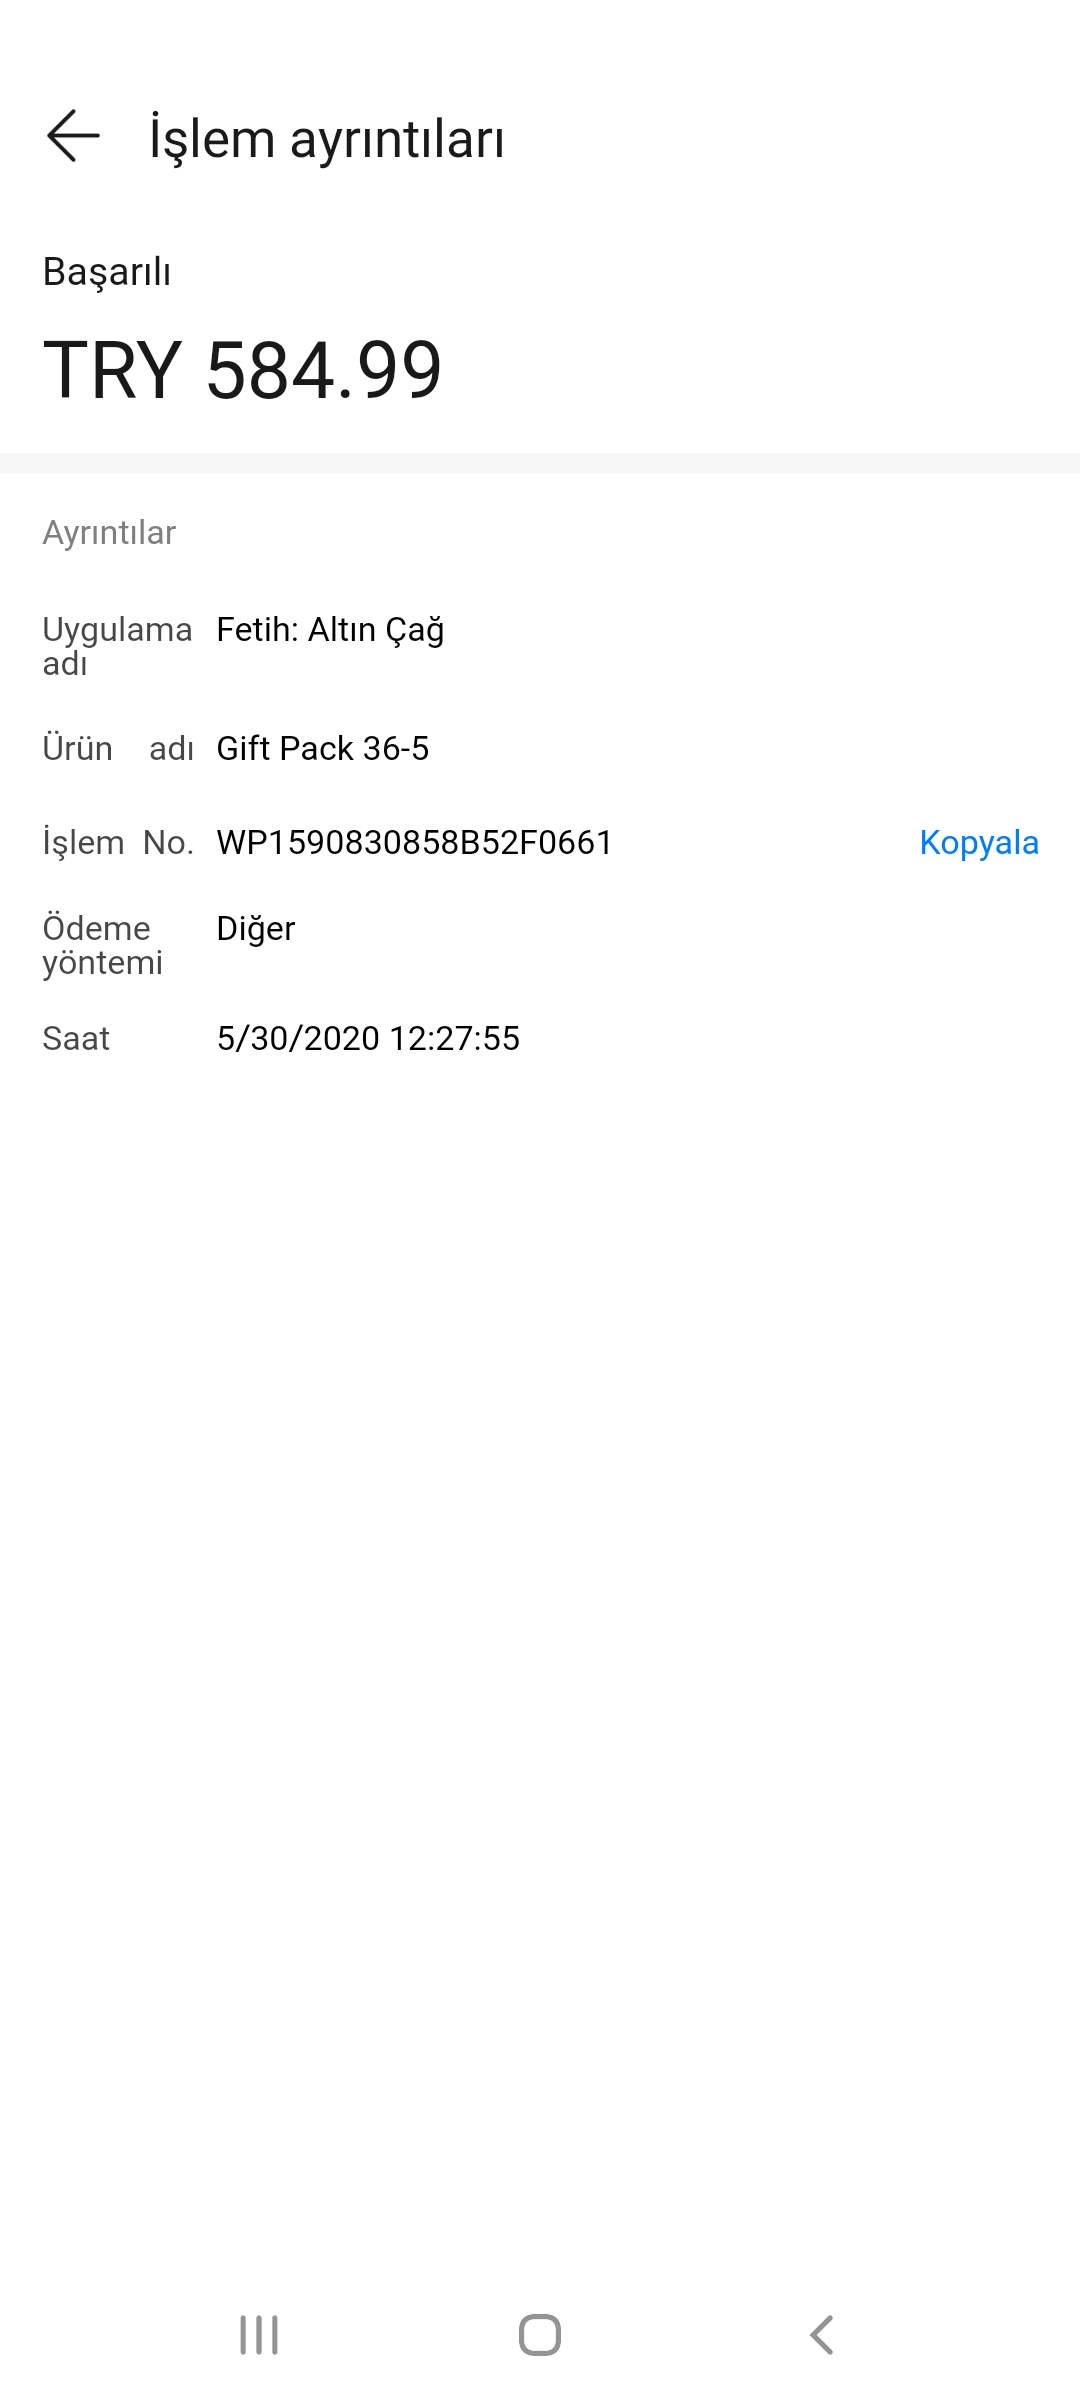 İşlem ayrıntıları
Başarılı
TRY 584.99
Ayrıntılar
Uygulama adı Fetih: Altın Çağ
Ürün adı Gift Pack 36-5
İşlem No. WP1590830858B52F0661 Kopyala
Ödeme yöntemi Diğer
Saat 5/30/2020 12:27:55